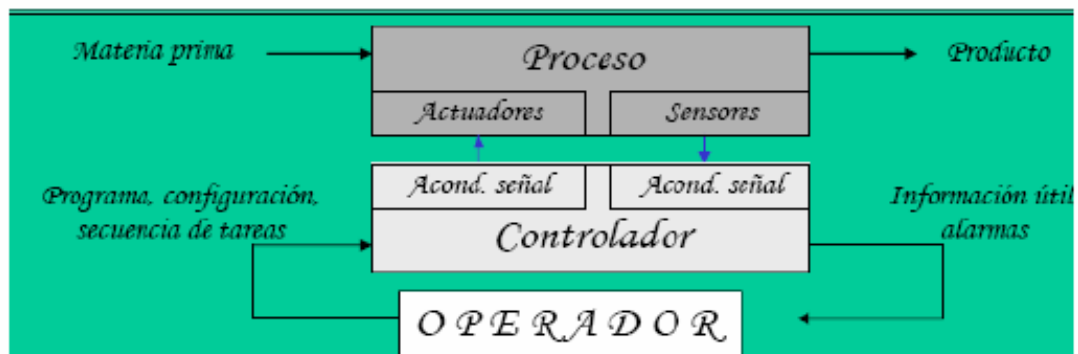 Materia prima
Proceso
Producto
Actuadores
Sensores
Acond. señal
Acond. señal
Programa, configuración,
secuencia de tareas
Información útil
alarmas
Controlador
OPERADOR